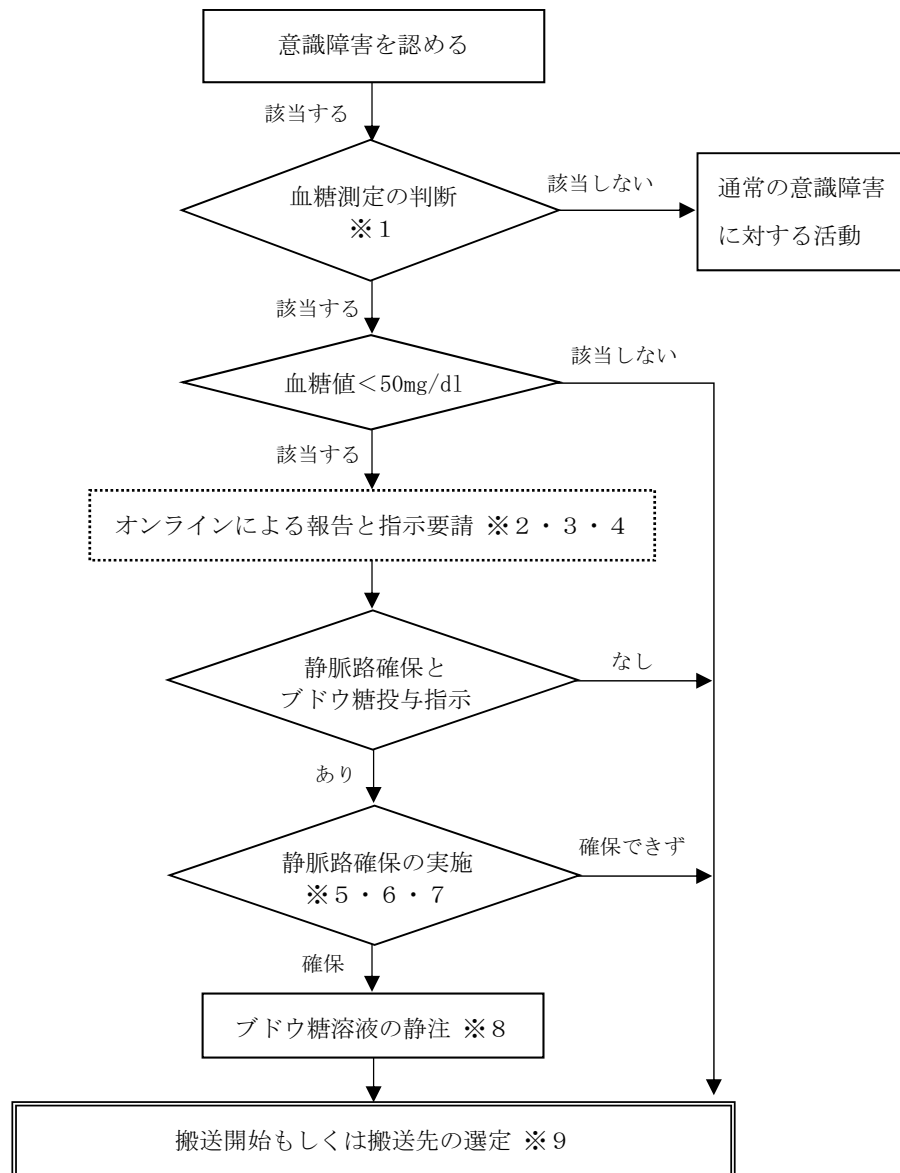 意識障害を認める
該当する
血糖測定の判断
※１
該当しない
通常の意識障害
に対する活動
該当する
血糖値＜50mg/dl
該当しない
該当する
オンラインによる報告と指示要請 ※２・３・４
静脈路確保と
ブドウ糖投与指示
なし
あり
静脈路確保の実施
※５・６・７
確保できず
確保
ブドウ糖溶液の静注 ※８
搬送開始もしくは搬送先の選定 ※９